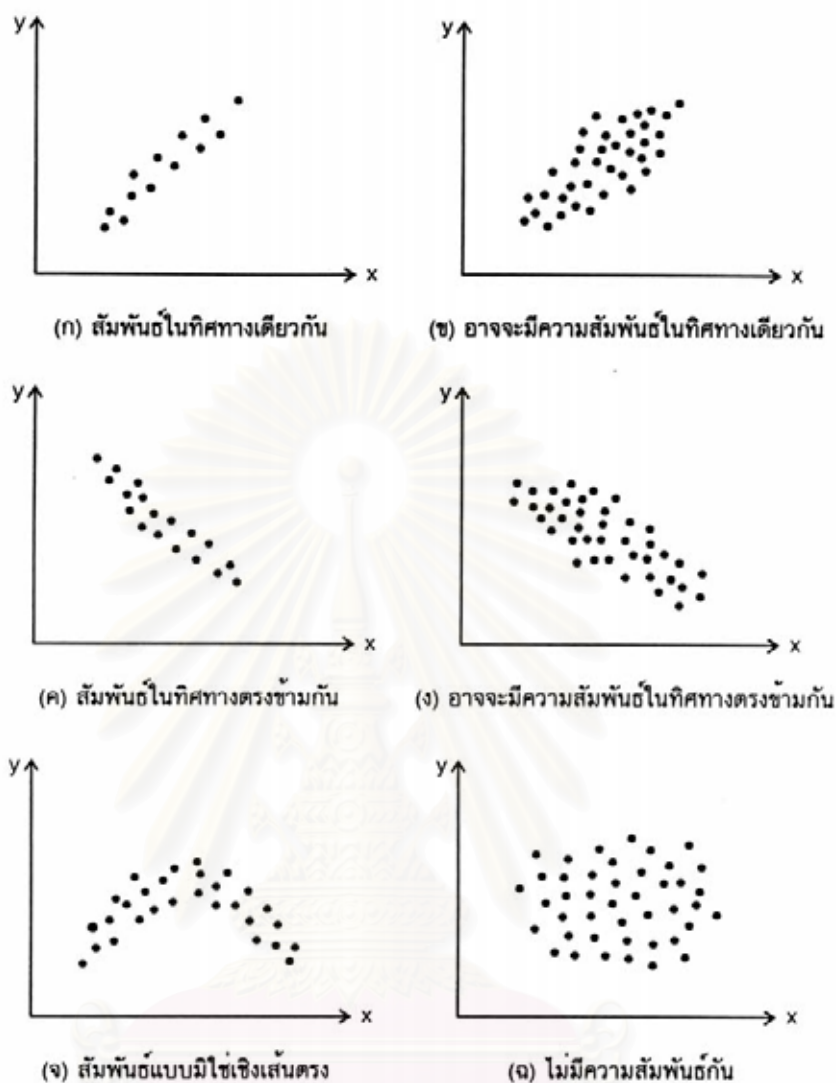 y
y
x
x
(ก) สัมพันธ์ในทิศทางเดียวกัน
(ข) อาจจะมีความสัมพันธ์ในทิศทางเดียวกัน
y
y
x
x
(ค) สัมพันธ์ในทิศทางตรงข้ามกัน
(ง) อาจจะมีความสัมพันธ์ในทิศทางตรงข้ามกัน
y
y
x
x
(จ) สัมพันธ์แบบมิใช่เชิงเส้นตรง
(ฉ) ไม่มีความสัมพันธ์กัน